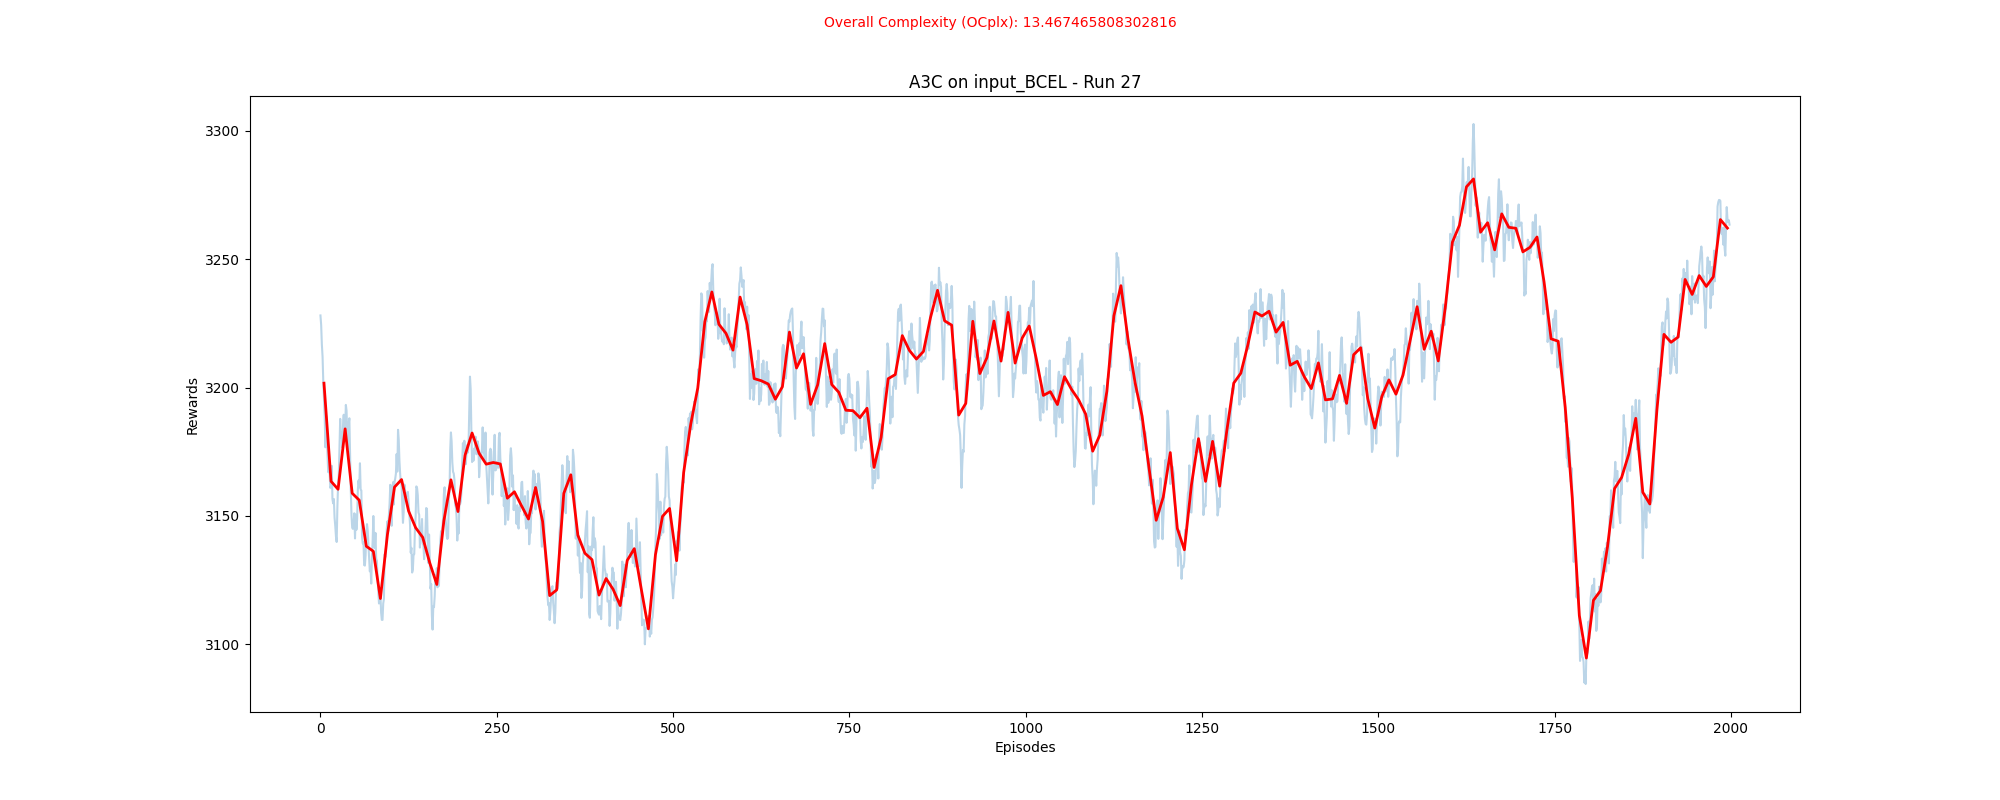 Overall Complexity (OCplx): 13.467465808302816
A3C on input_BCEL - Run 27
Rewards
3300
3250
3200
3150
3100
0 250 500 750 1000 1250 1500 1750 2000
Episodes